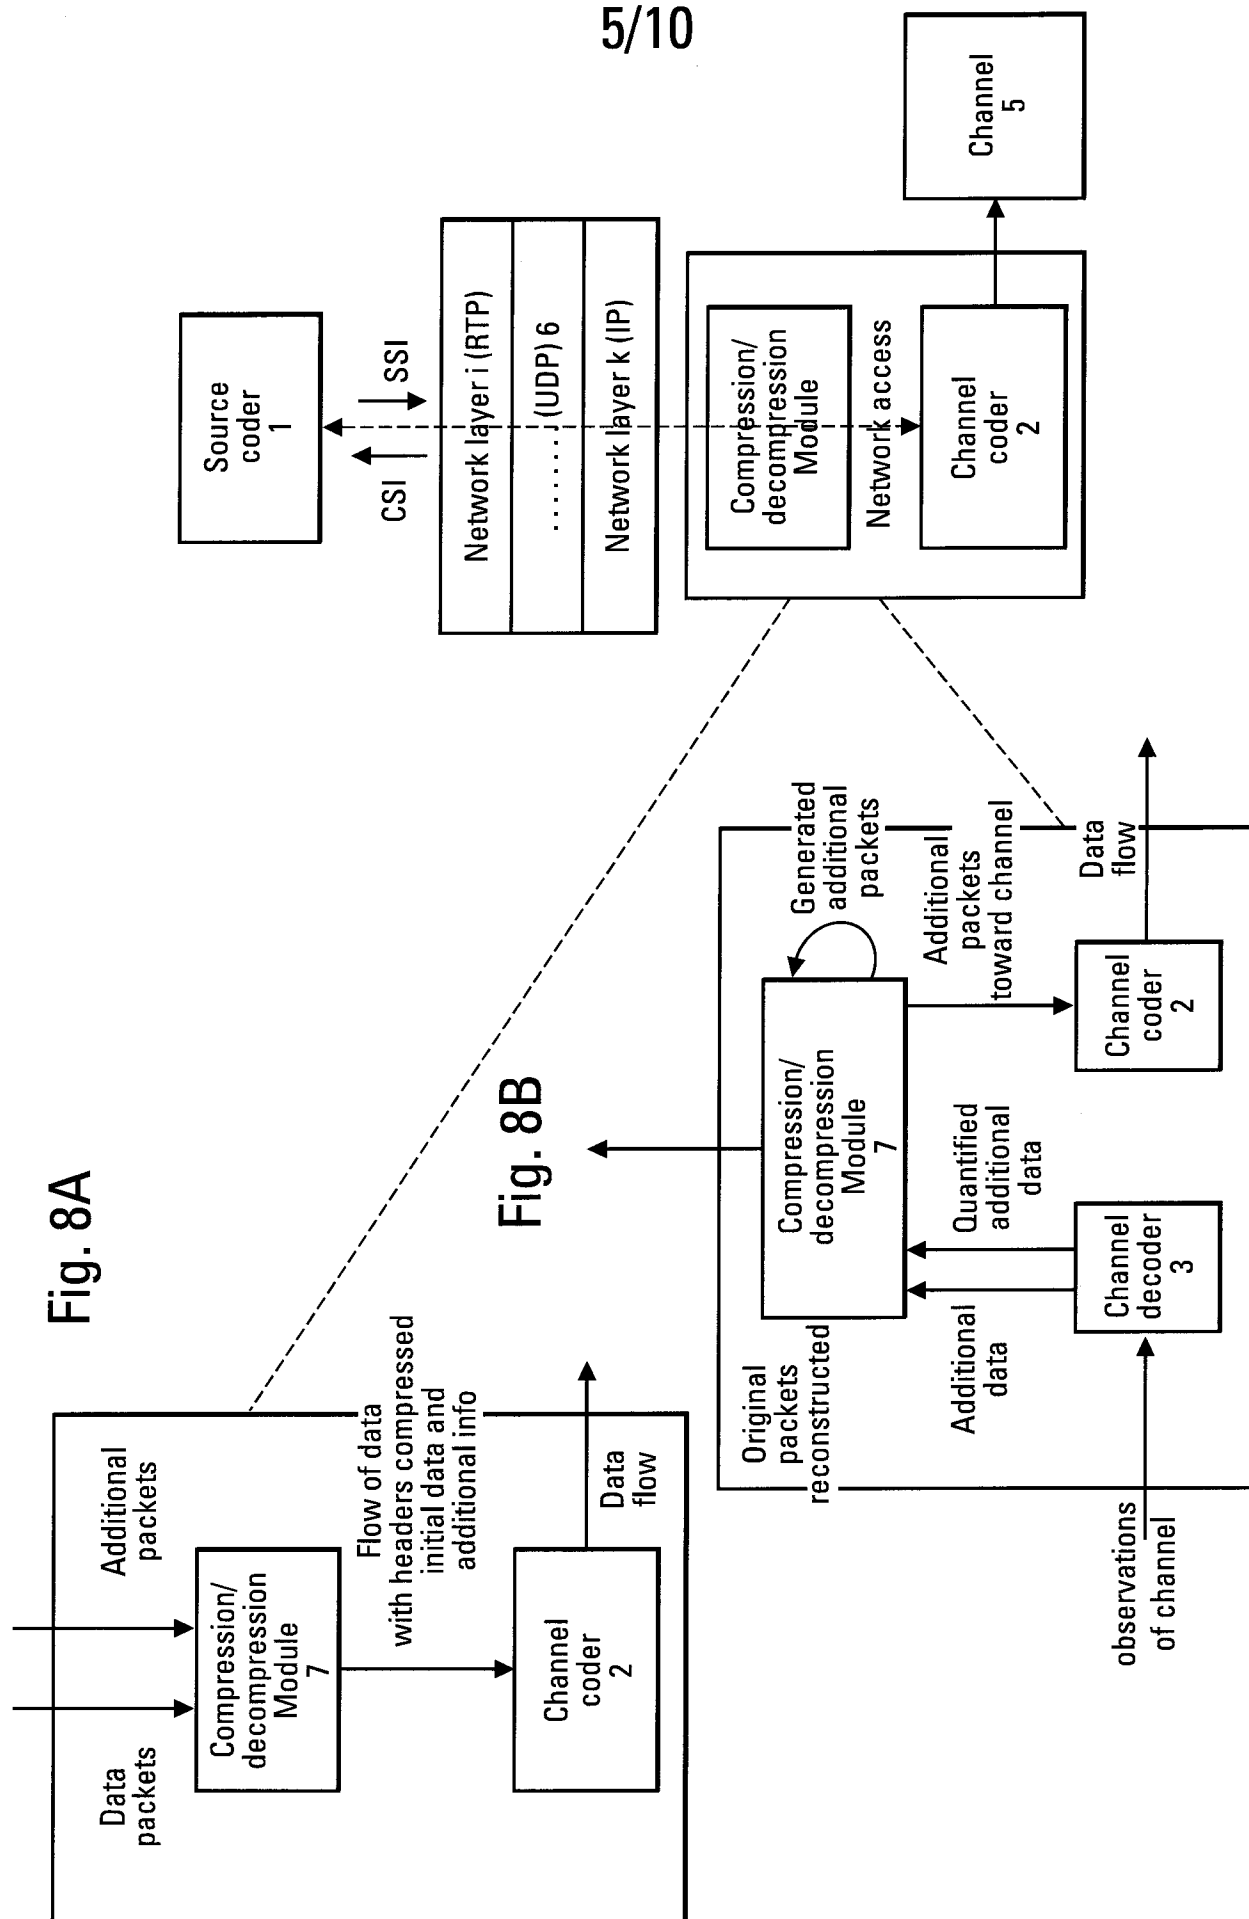 5/10
Source
coder
1
CSI
SSI
Network layer i (RTP)
........(UDP) 6
Network layer k (IP)
Compression/
decompression
Module
Network access
Channel
coder
2
Channel
5
Fig. 8A
Data
packets
Additional
packets
Compression/
decompression
Module
7
Flow of data
with headers compressed
initial data and
additional info
Channel
coder
2
Data
flow
Fig. 8B
Original
packets
reconstructed
Compression/
decompression
Module
7
Generated
additional
packets
Additional
data
Quantified
additional
data
Additional
packets
toward channel
Channel
decoder
3
Channel
coder
2
Data
flow
observations
of channel